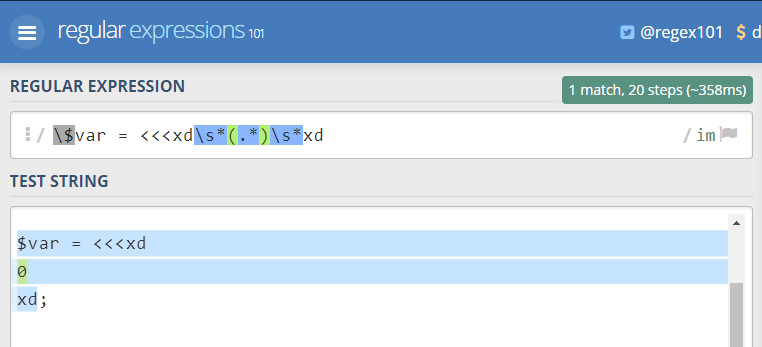 regular expressions 101
@regex101 $ d
REGULAR EXPRESSION
1 match, 20 steps (~358ms)
/ \$var = <<<xd\s*(.*)\s*xd / im
TEST STRING
$var = <<<xd
0
xd;